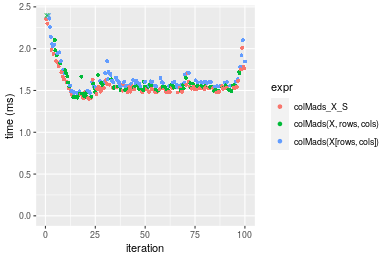 2.5
2.0
1.5
1.0
0.5
0.0
time (ms)
0
25
50
75
100
iteration
expr
colMads_X_S
colMads(X, rows, cols)
colMads(X[rows, cols])